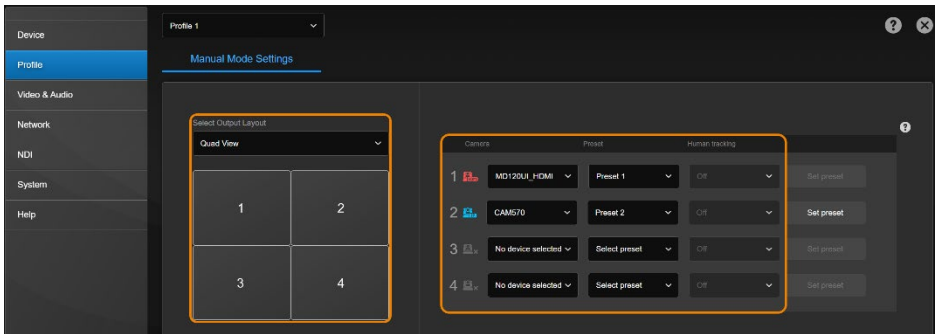 Profile 1
Device
Profile
Manual Mode Settings
Video & Audio
Network
NDI
System
Help
Select Output Layout
Quad View
1
2
3
4
Camera Preset Human tracking
1 MD120UI_HDMI Preset 1 Off Set preset
2 CAM570 Preset 2 Off Set preset
3 No device selected Select preset Off Set preset
4 No device selected Select preset Off Set preset
?
?